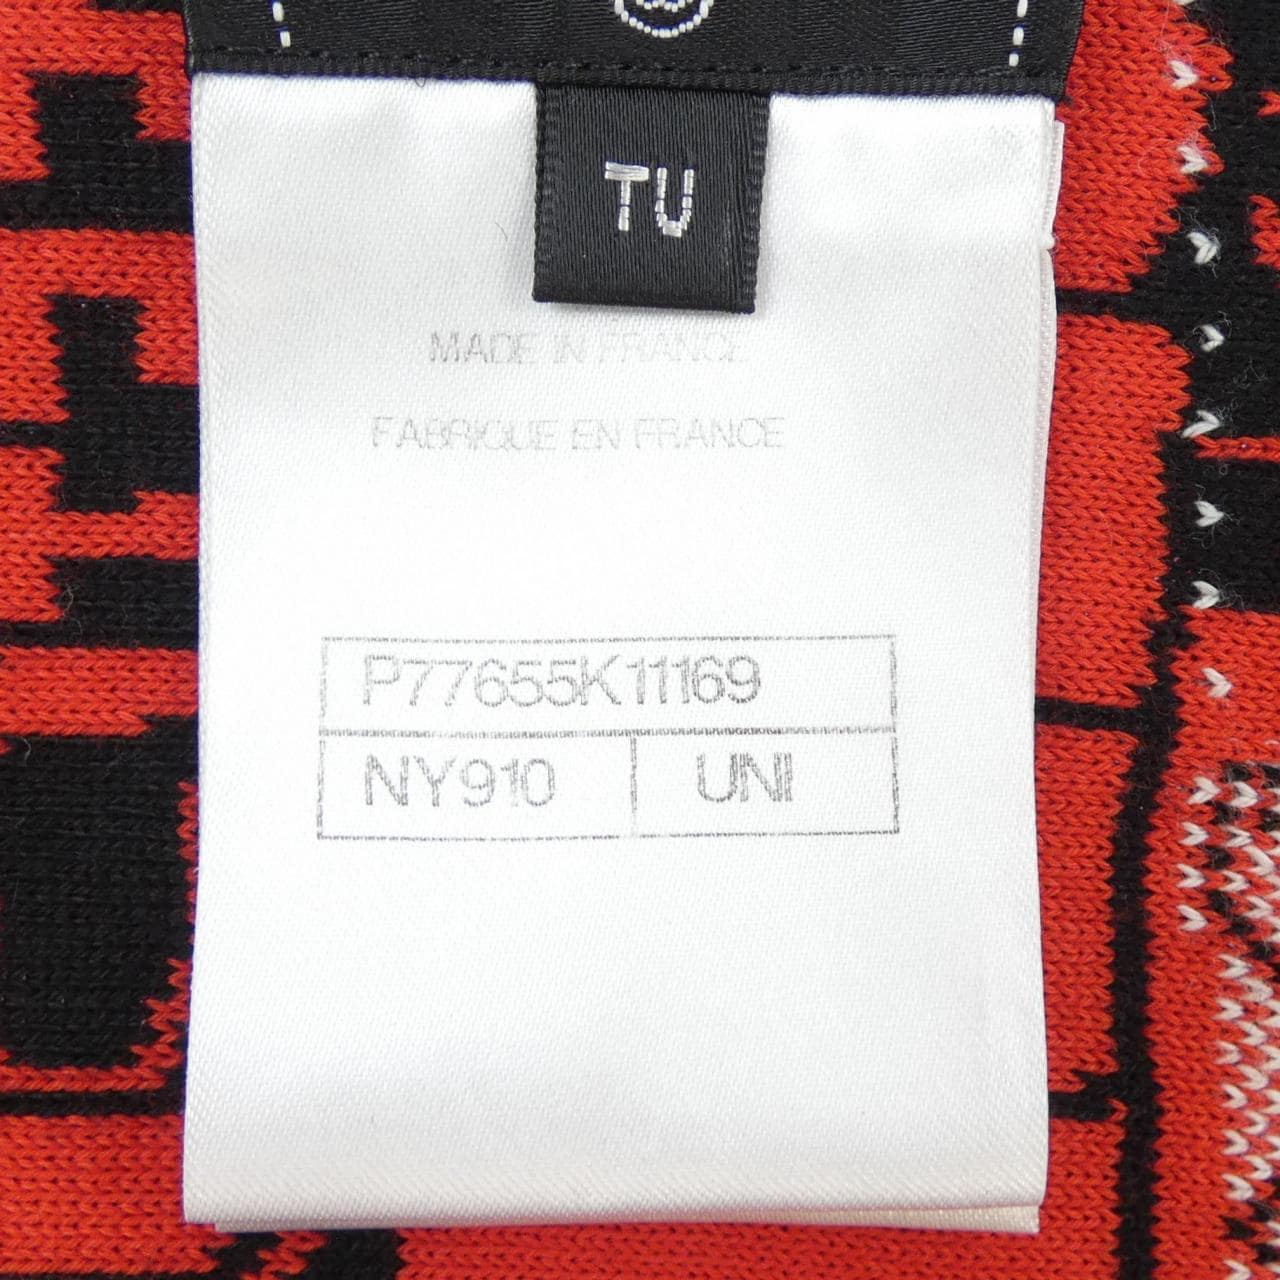 TU
MADE IN FRANCE
FABRIQUE EN FRANCE
P77655K11169
NY910 UNI